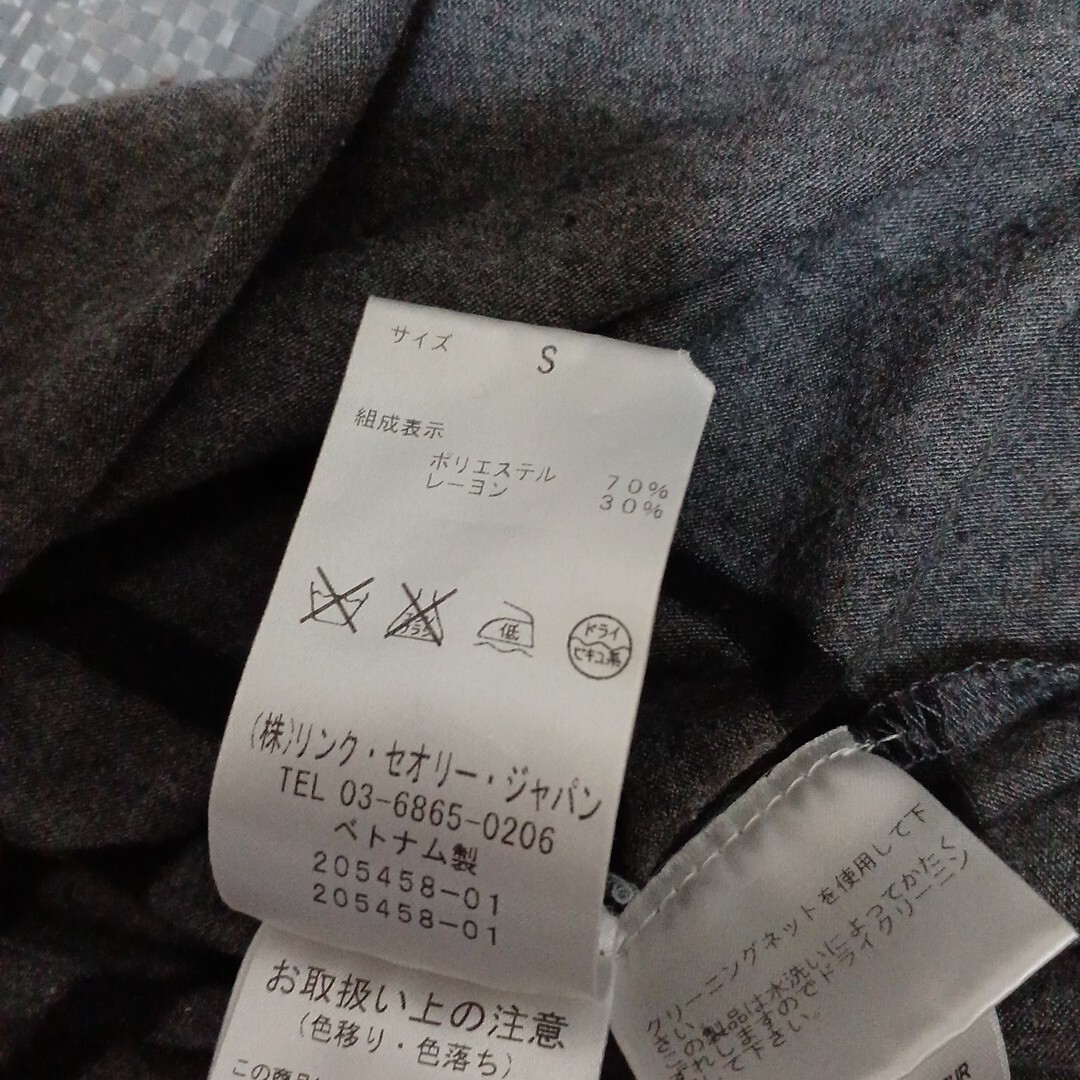 サイズ S
組成表示
ポリエステル 70%
レーヨン 30%
低
ドライ
セキユ系
(株)リンク・セオリー・ジャパン
TEL 03-6865-0206
ベトナム製
205458-01
205458-01
お取扱い上の注意
(色移り・色落ち)
この商品
クリーニングネットを使用して下
さい
の製品は水洗いによってかたく
ますのでドライクリーニン
して下さい。